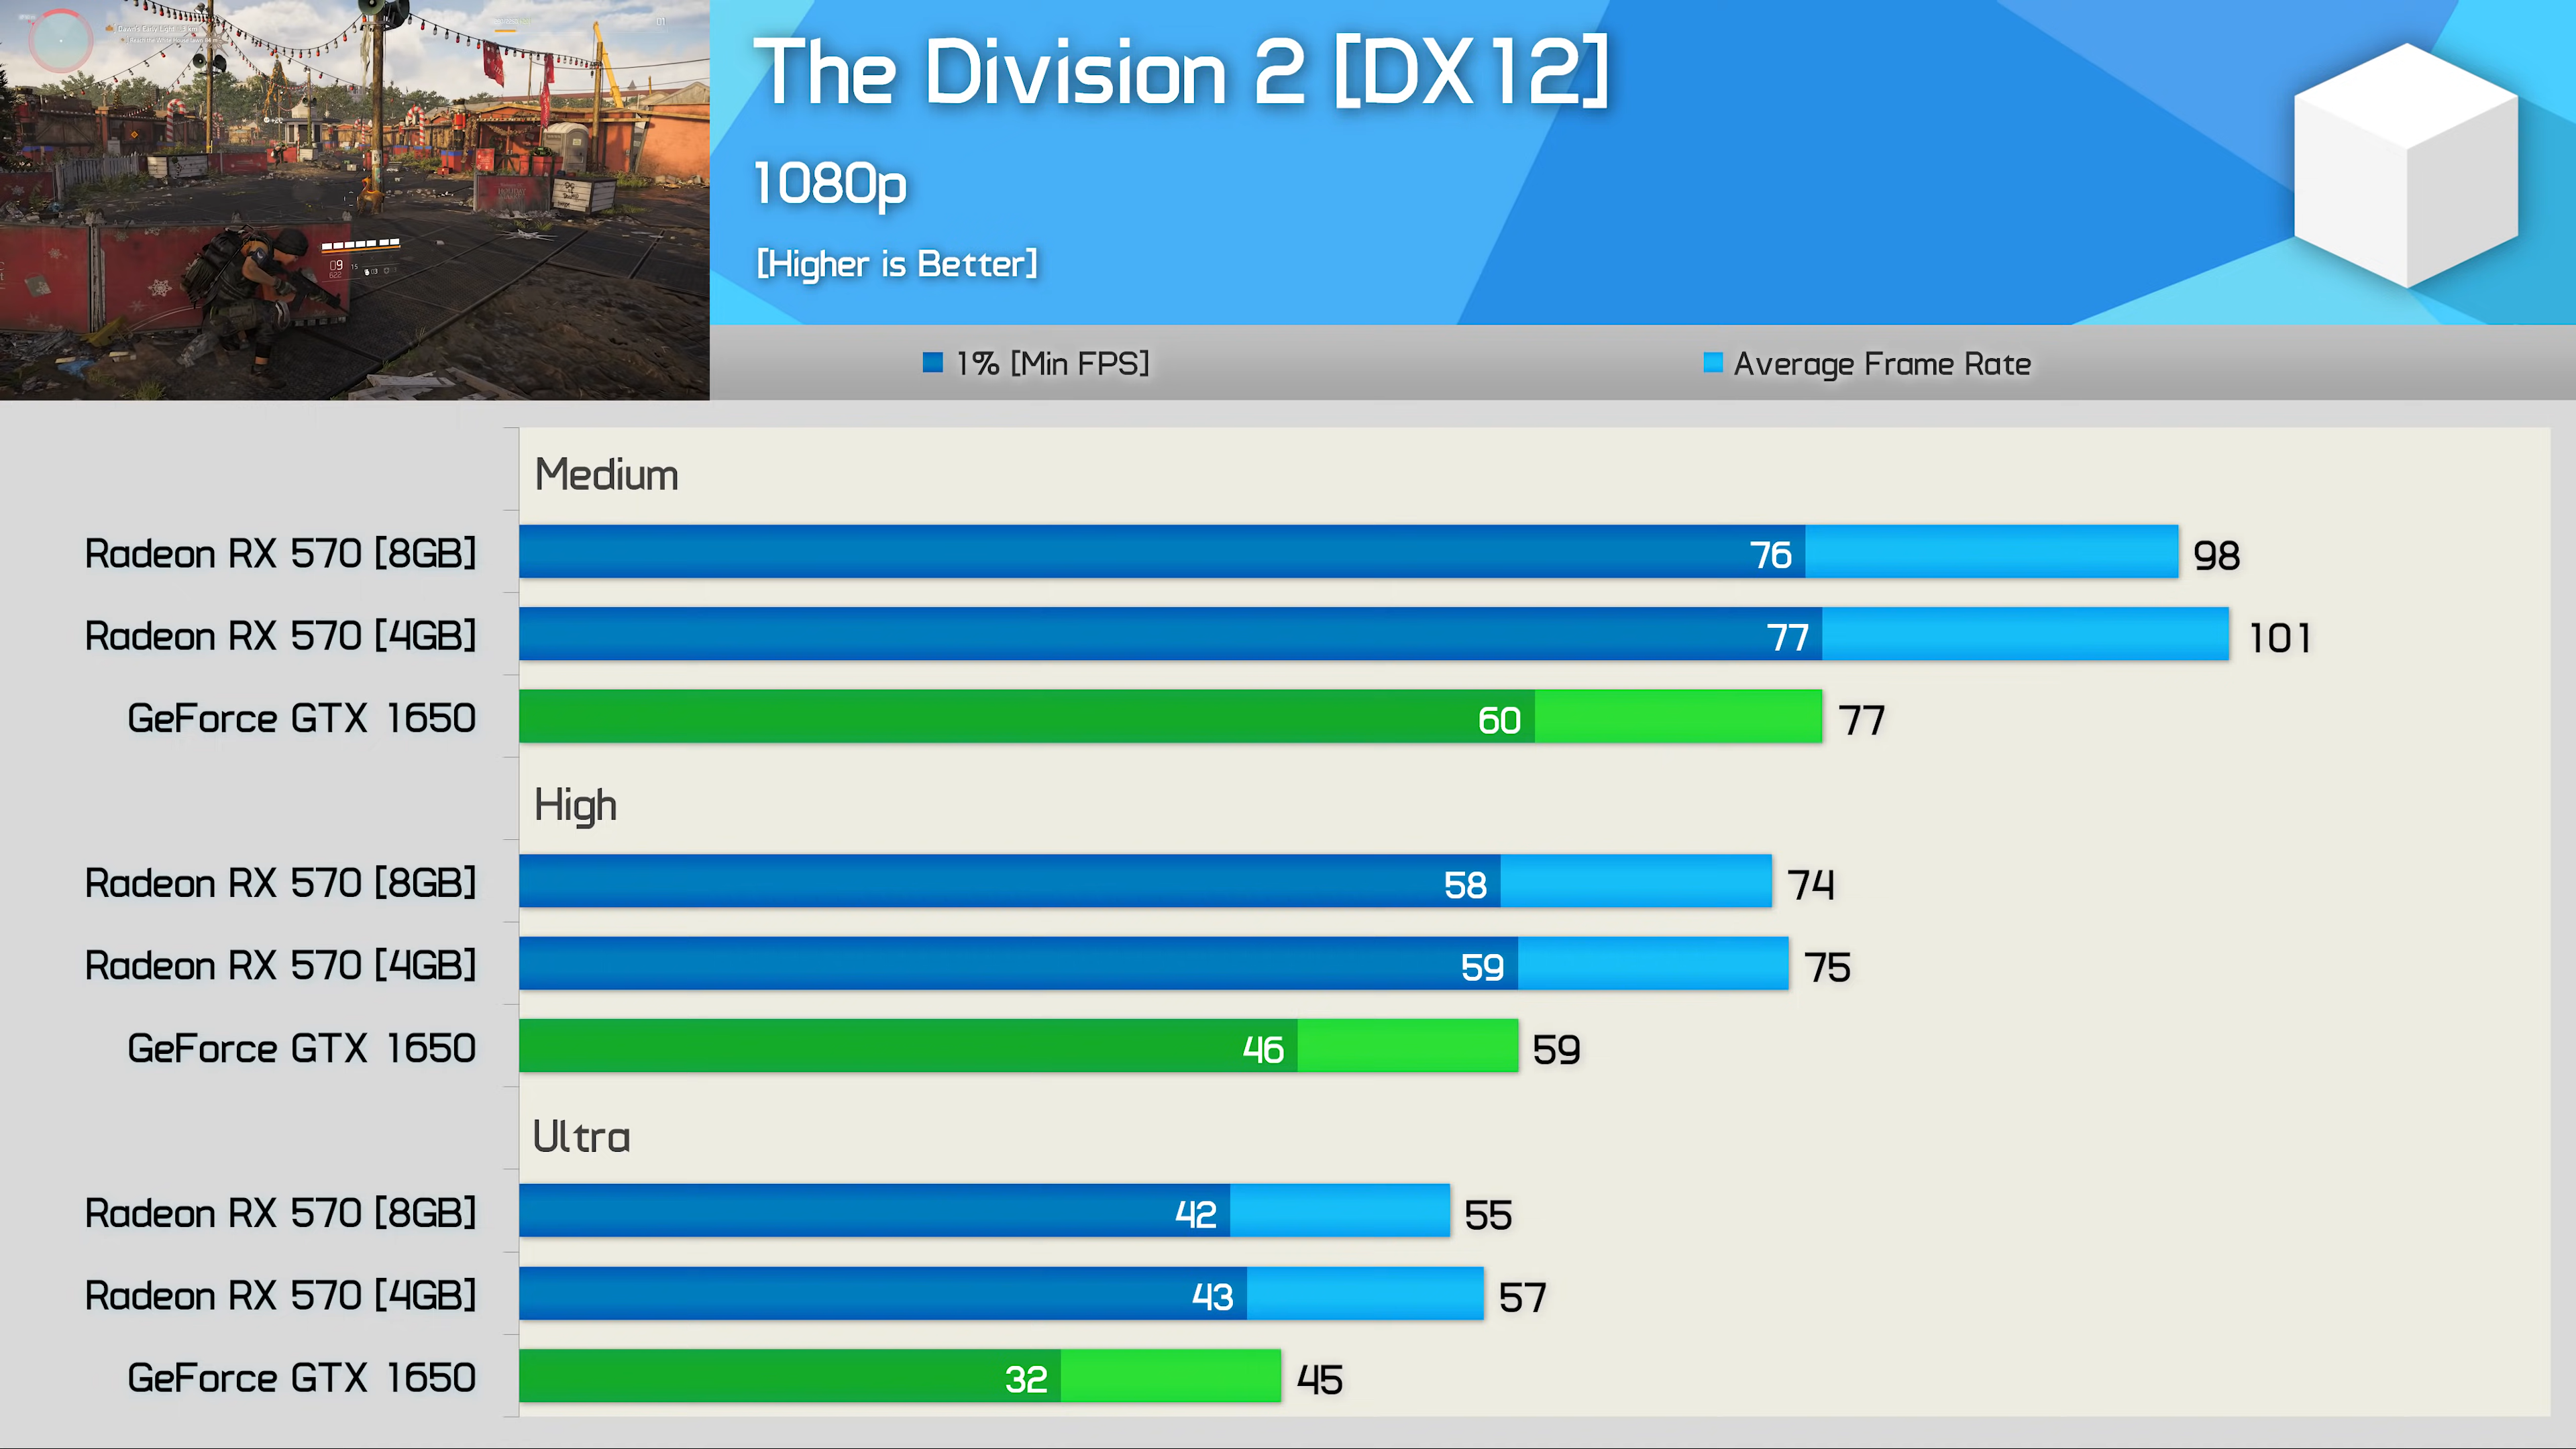 The Division 2 [DX12]
1080p
[Higher is Better]
1% [Min FPS]
Average Frame Rate
Medium
Radeon RX 570 [8GB] 76 98
Radeon RX 570 [4GB] 77 101
GeForce GTX 1650 60 77
High
Radeon RX 570 [8GB] 58 74
Radeon RX 570 [4GB] 59 75
GeForce GTX 1650 46 59
Ultra
Radeon RX 570 [8GB] 42 55
Radeon RX 570 [4GB] 43 57
GeForce GTX 1650 32 45